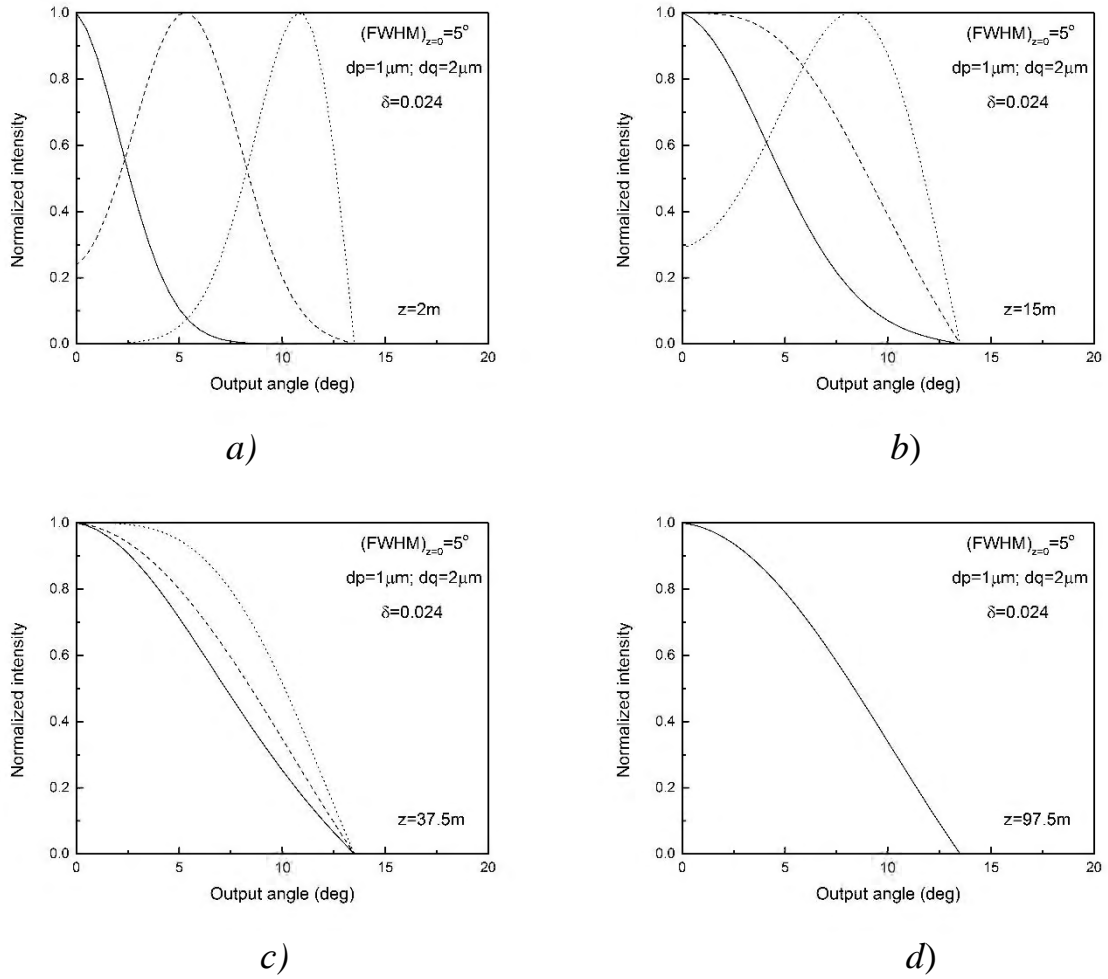 1.0
0.8
0.6
0.4
0.2
0.0
Normalized intensity
(FWHM)z=0=5o
dp=1μm; dq=2μm
δ=0.024
z=2m
0 5 10 15 20
Output angle (deg)
a)
1.0
0.8
0.6
0.4
0.2
0.0
Normalized intensity
(FWHM)z=0=5o
dp=1μm; dq=2μm
δ=0.024
z=15m
0 5 10 15 20
Output angle (deg)
b)
1.0
0.8
0.6
0.4
0.2
0.0
Normalized intensity
(FWHM)z=0=5o
dp=1μm; dq=2μm
δ=0.024
z=37.5m
0 5 10 15 20
Output angle (deg)
c)
1.0
0.8
0.6
0.4
0.2
0.0
Normalized intensity
(FWHM)z=0=5o
dp=1μm; dq=2μm
δ=0.024
z=97.5m
0 5 10 15 20
Output angle (deg)
d)